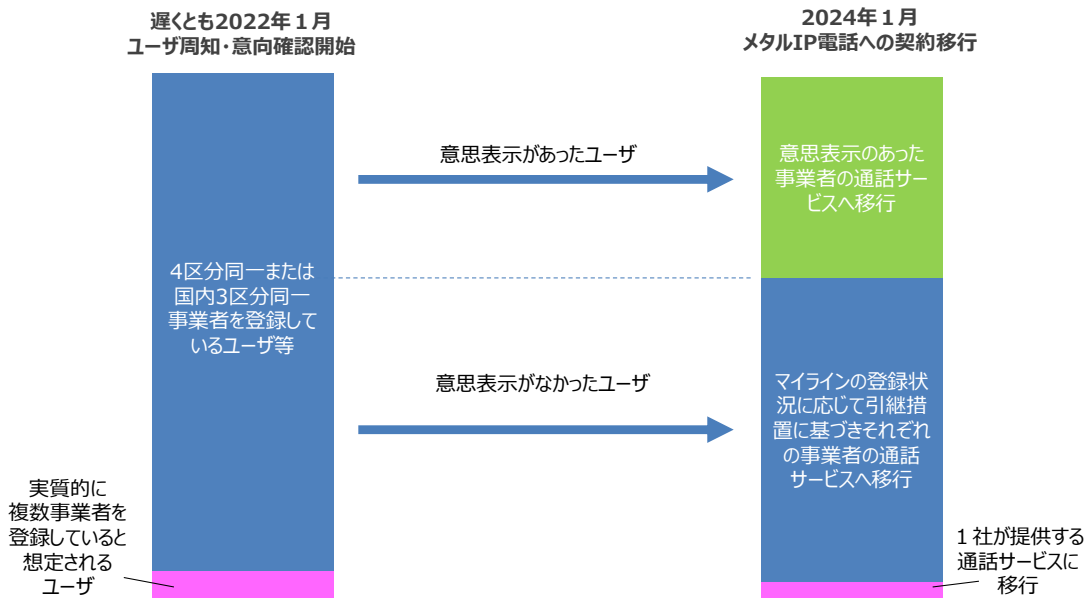 遅くとも2022年１月
ユーザ周知・意向確認開始
2024年１月
メタルIP電話への契約移行
意思表示があったユーザ
意思表示のあった
事業者の通話サー
ビスへ移行
4区分同一または
国内3区分同一
事業者を登録して
いるユーザ等
意思表示がなかったユーザ
マイラインの登録状
況に応じて引継措
置に基づきそれぞれ
の事業者の通話
サービスへ移行
実質的に
複数事業者を
登録していると
想定される
ユーザ
１社が提供する
通話サービスに
移行